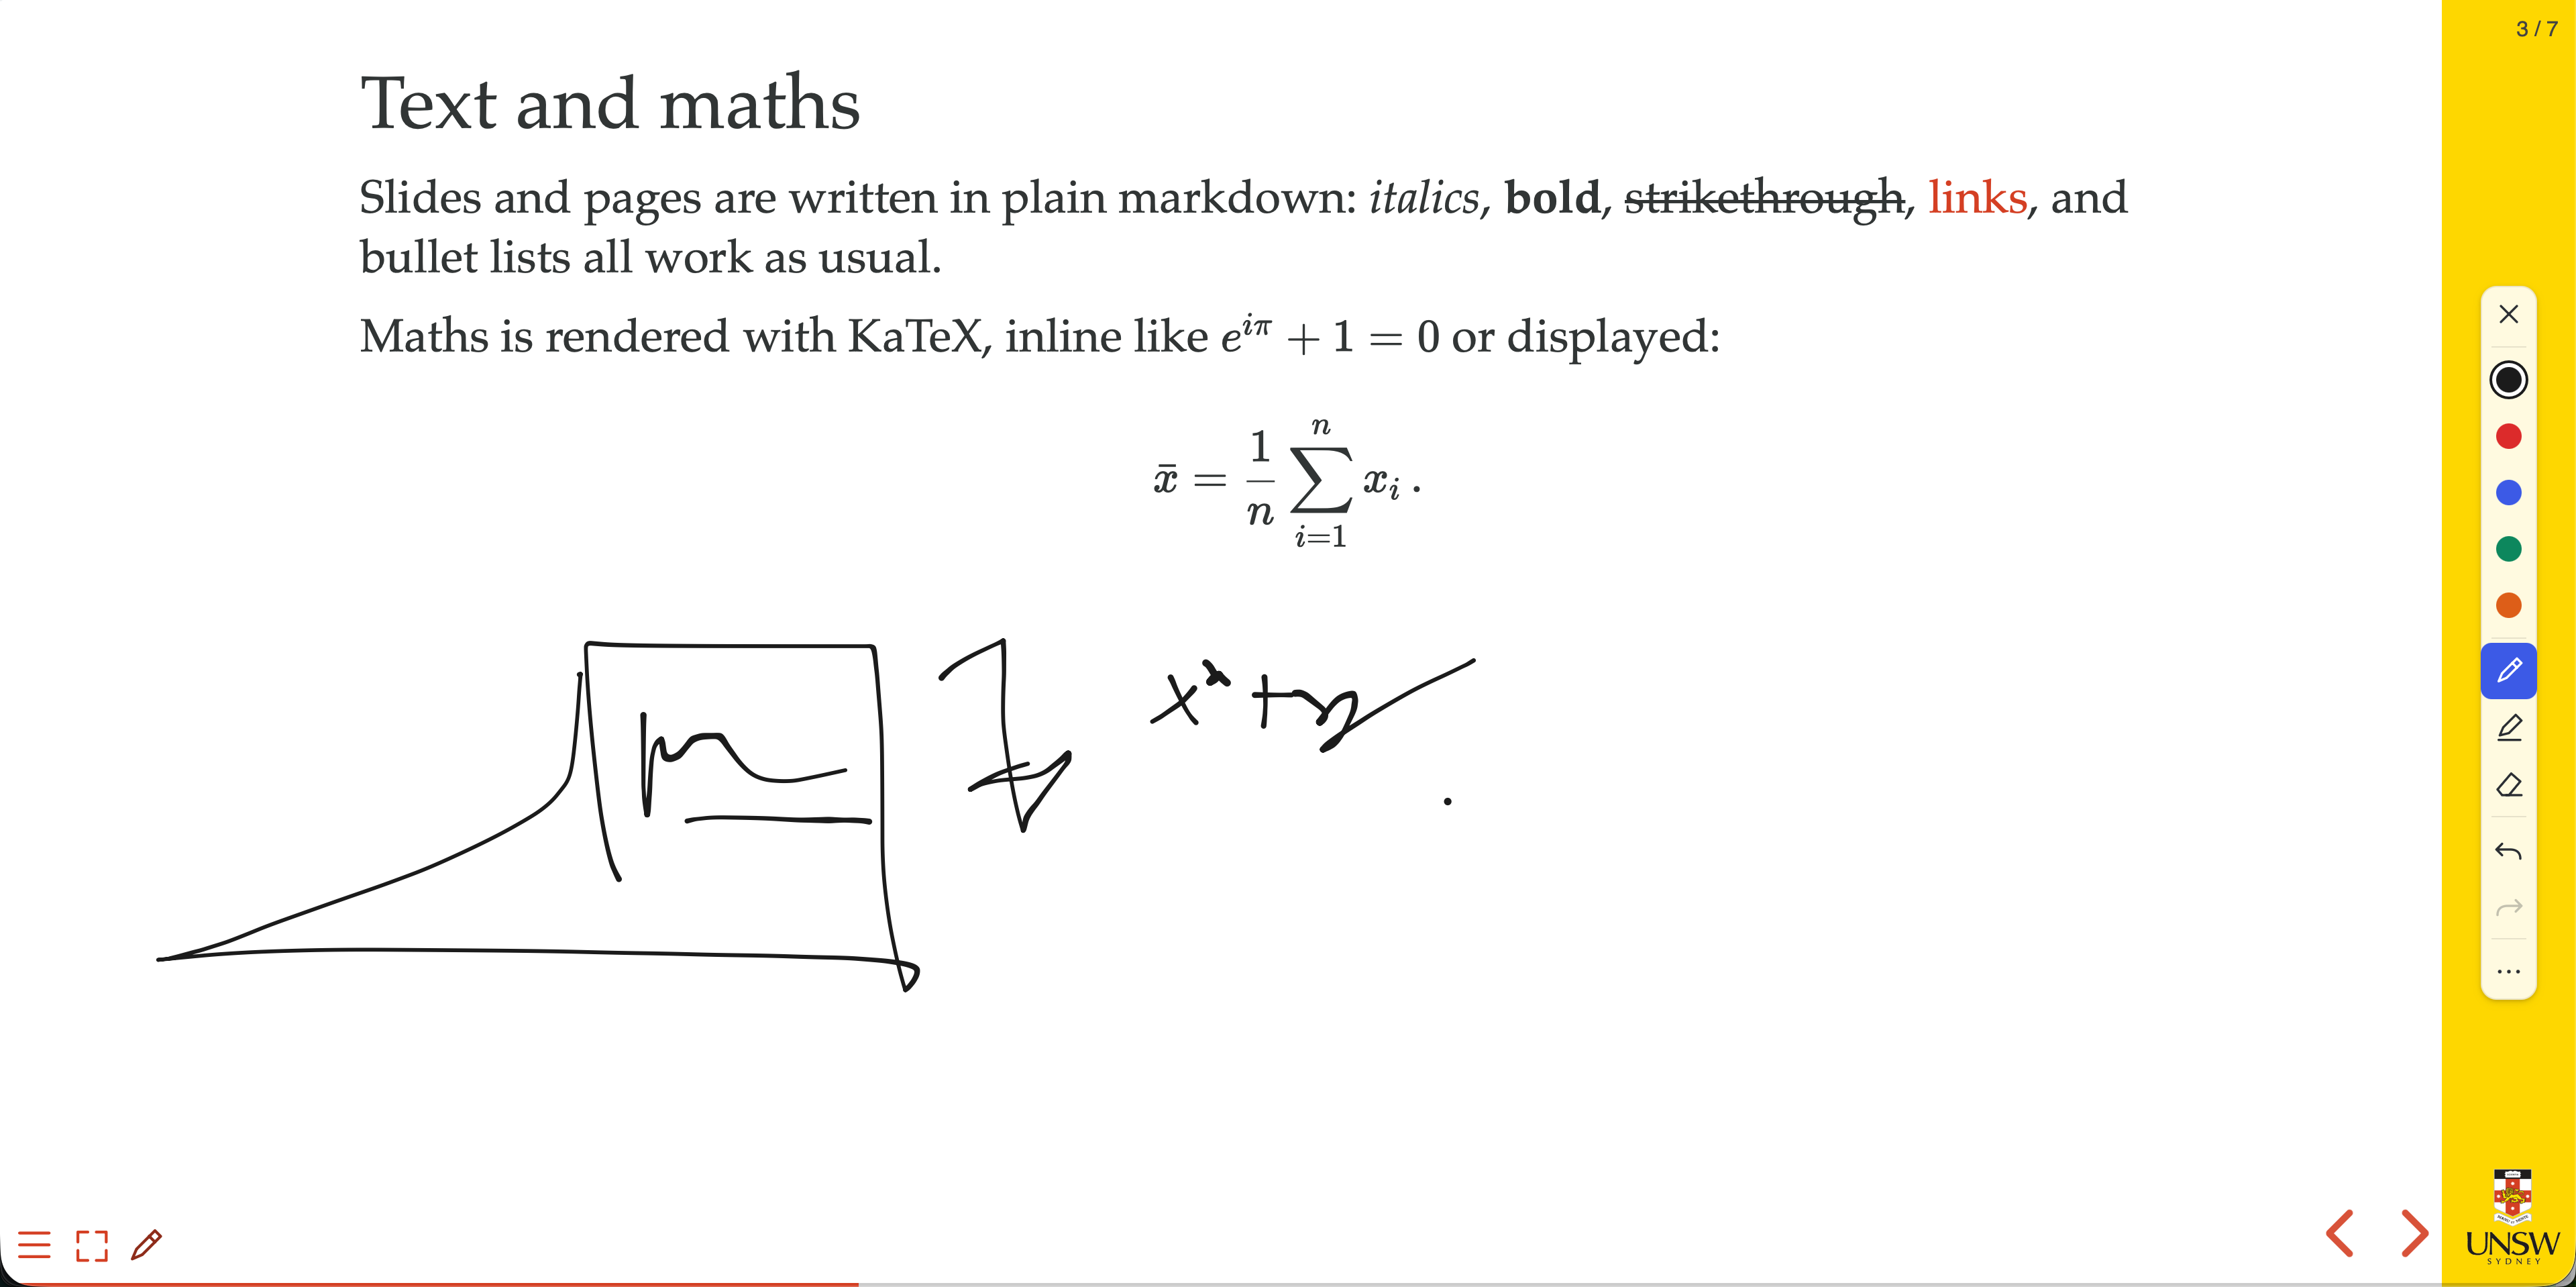 3 / 7
Text and maths
Slides and pages are written in plain markdown: italics, bold, strikethrough, links, and
bullet lists all work as usual.
Maths is rendered with KaTeX, inline like e^{iπ} + 1 = 0 or displayed:
x̄ = \frac{1}{n} \sum_{i=1}^{n} x_i .
UNSW
SYDNEY